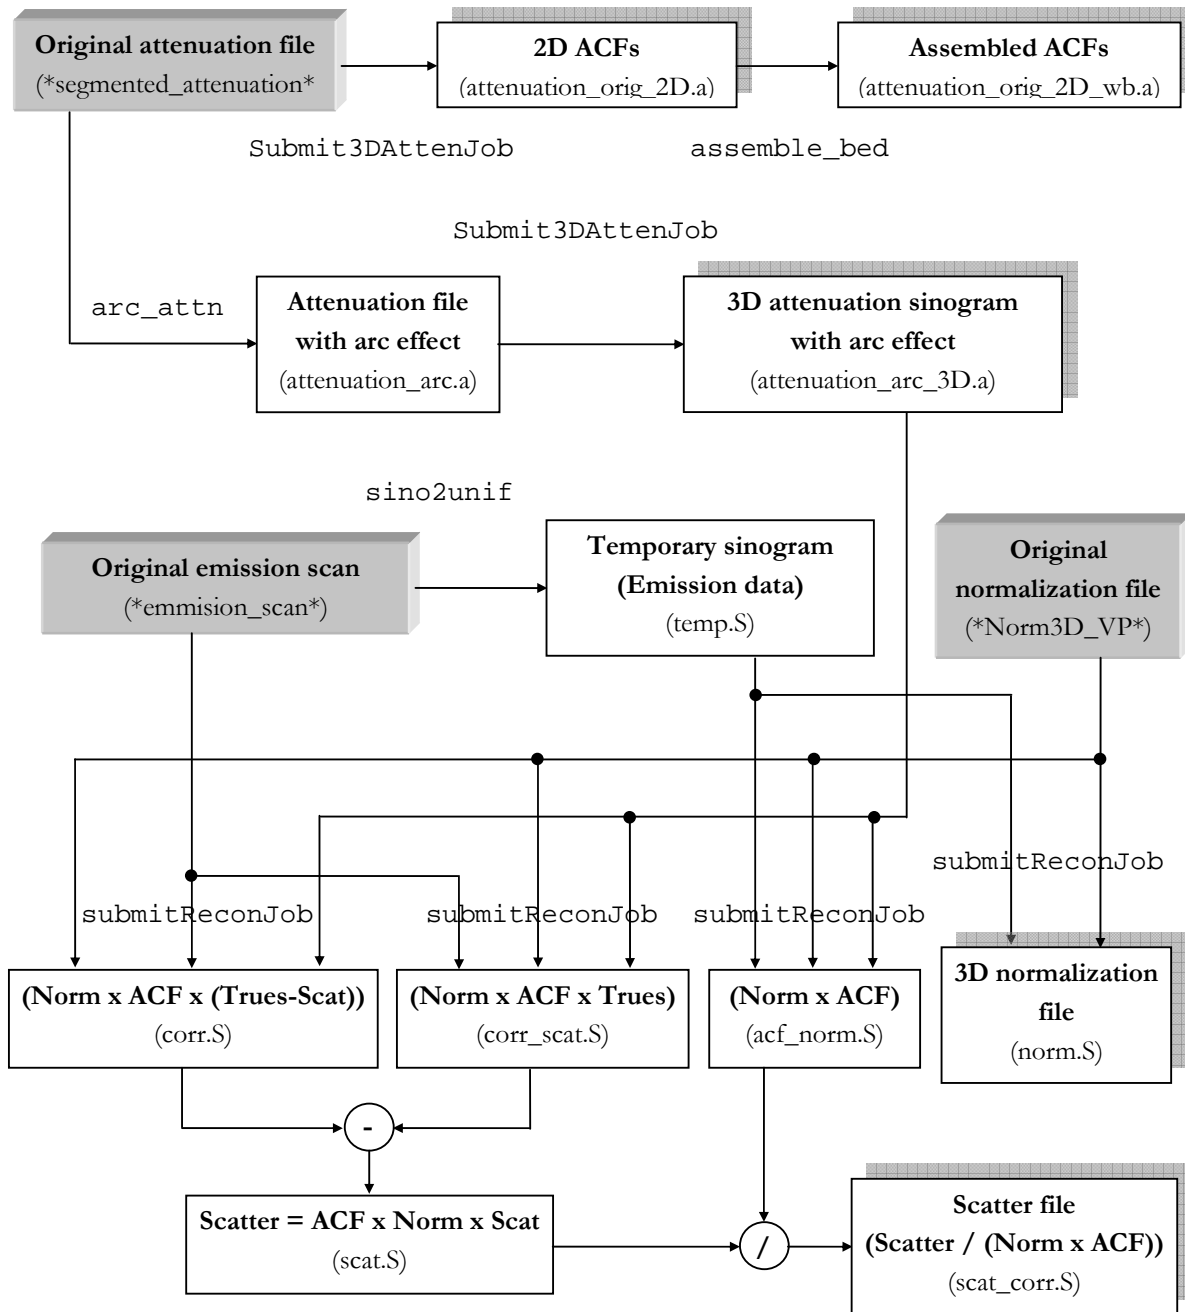 Original attenuation file
(*segmented_attenuation*
2D ACFs
(attenuation_orig_2D.a)
Assembled ACFs
(attenuation_orig_2D_wb.a)
Submit3DAttenJob
assemble_bed
Submit3DAttenJob
arc_attn
Attenuation file
with arc effect
(attenuation_arc.a)
3D attenuation sinogram
with arc effect
(attenuation_arc_3D.a)
sino2unif
Original emission scan
(*emmision_scan*)
Temporary sinogram
(Emission data)
(temp.S)
Original
normalization file
(*Norm3D_VP*)
submitReconJob
submitReconJob
submitReconJob
submitReconJob
(Norm x ACF x (Trues-Scat))
(corr.S)
(Norm x ACF x Trues)
(corr_scat.S)
(Norm x ACF)
(acf_norm.S)
3D normalization
file
(norm.S)
-
Scatter = ACF x Norm x Scat
(scat.S)
/
Scatter file
(Scatter / (Norm x ACF))
(scat_corr.S)